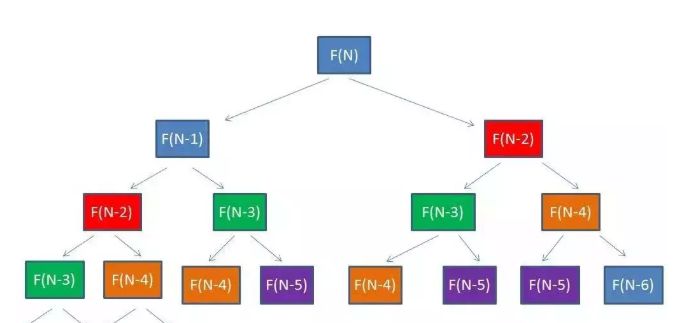 F(N)
F(N-1) F(N-2)
F(N-2) F(N-3) F(N-3) F(N-4)
F(N-3) F(N-4) F(N-4) F(N-5) F(N-4) F(N-5) F(N-5) F(N-6)